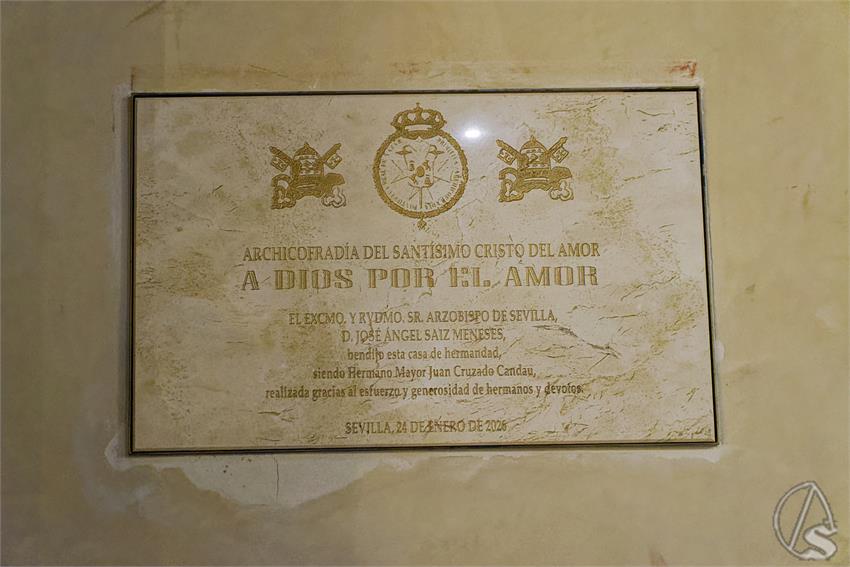 ARCHICOFRADÍA DEL SANTÍSIMO CRISTO DEL AMOR
A DIOS POR EL AMOR
EL EXCMO. Y RVDMO. SR. ARZOBISPO DE SEVILLA,
D. JOSÉ ÁNGEL SAIZ MENESES,
bendijo esta casa de hermandad,
siendo Hermano Mayor Juan Cruzado Candau,
realizada gracias al esfuerzo y generosidad de hermanos y devotos.
SEVILLA, 24 DE ENERO DE 2026